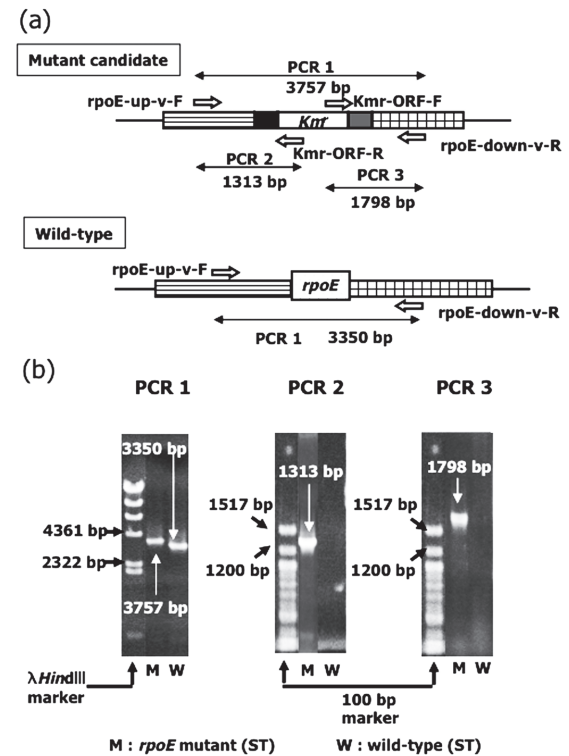 (a)
Mutant candidate
PCR 1
3757 bp
rpoE-up-v-F
Kmr-ORF-F
Kmr
Kmr-ORF-R
rpoE-down-v-R
PCR 2
1313 bp
PCR 3
1798 bp
Wild-type
rpoE-up-v-F
rpoE
rpoE-down-v-R
PCR 1 3350 bp
(b)
PCR 1 PCR 2 PCR 3
3350 bp
4361 bp
2322 bp
3757 bp
M W
λHindIII
marker
1313 bp
1517 bp
1200 bp
M W
1798 bp
1517 bp
1200 bp
M W
100 bp
marker
M : rpoE mutant (ST) W : wild-type (ST)